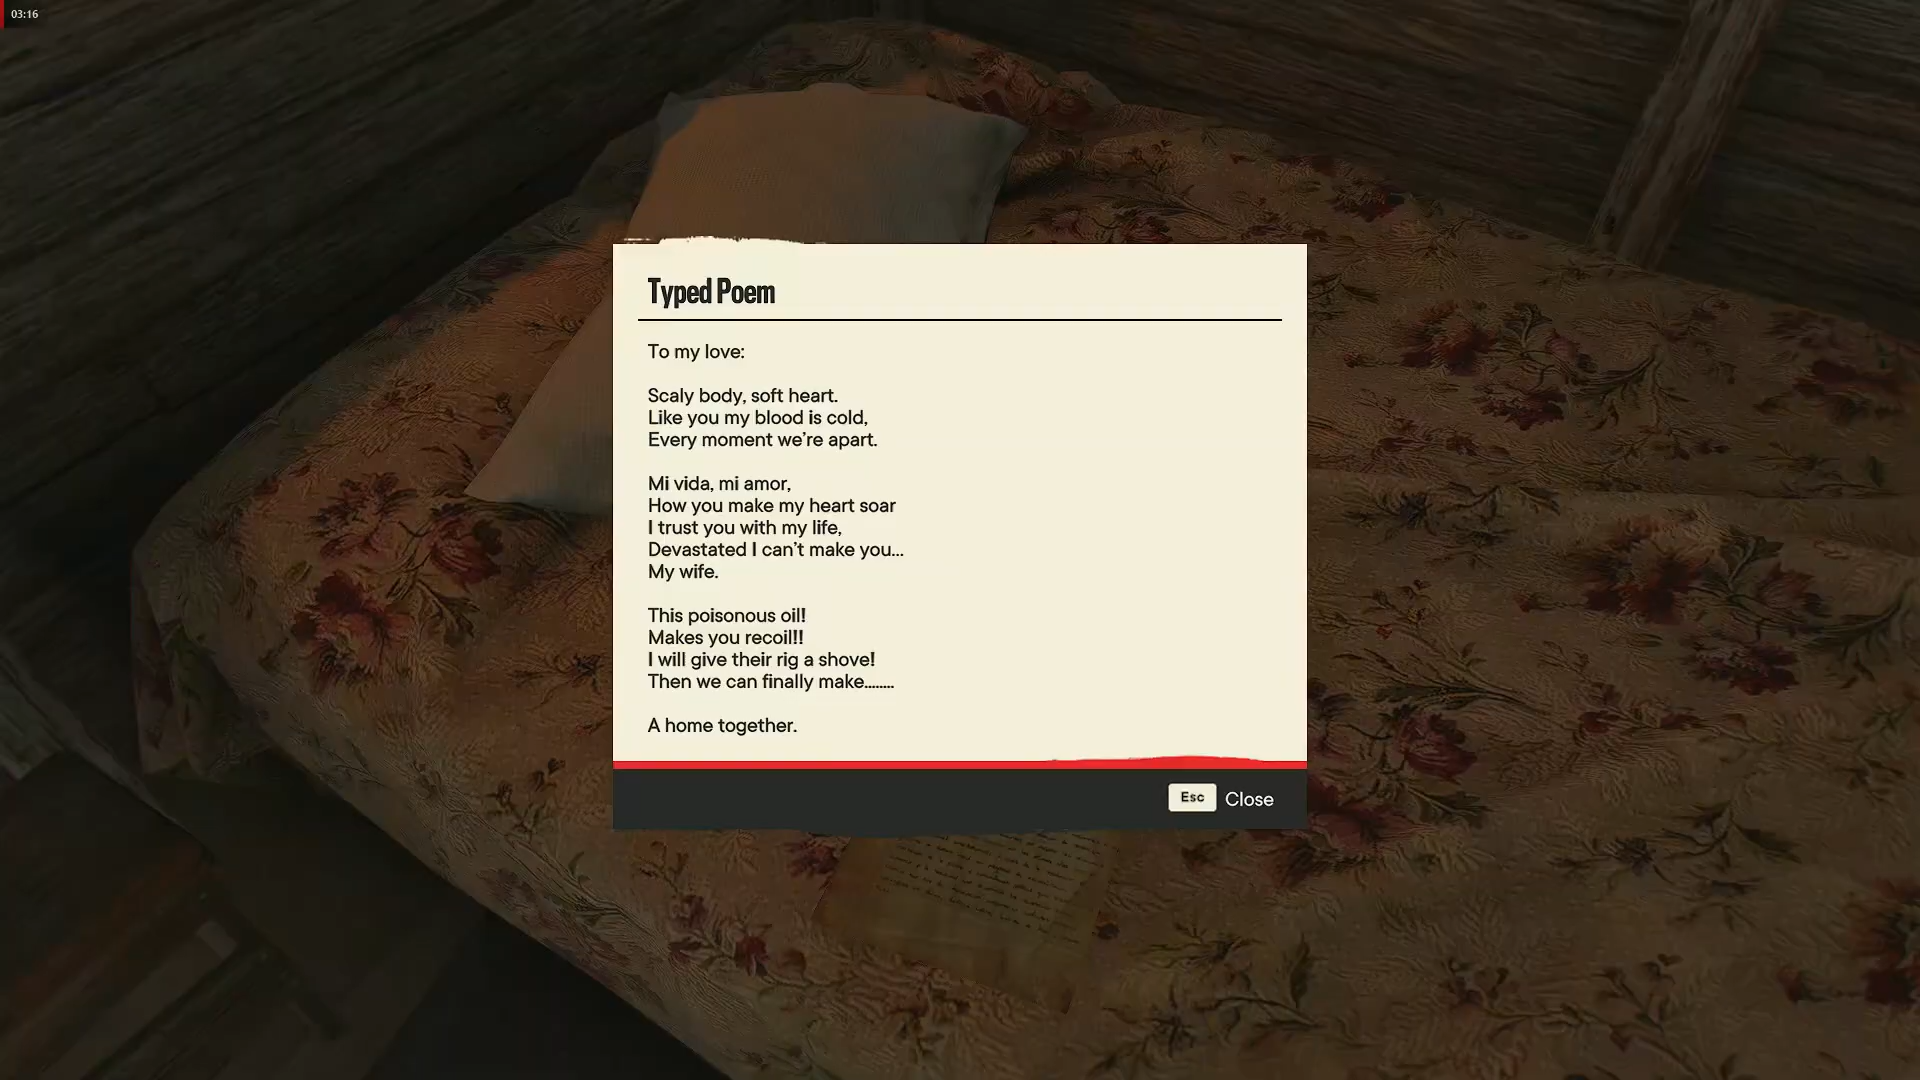 03:16
Typed Poem
To my love:
Scaly body, soft heart.
Like you my blood is cold,
Every moment we're apart.
Mi vida, mi amor,
How you make my heart soar
I trust you with my life,
Devastated I can't make you...
My wife.
This poisonous oil!
Makes you recoil!!
I will give their rig a shove!
Then we can finally make........
A home together.
Esc Close